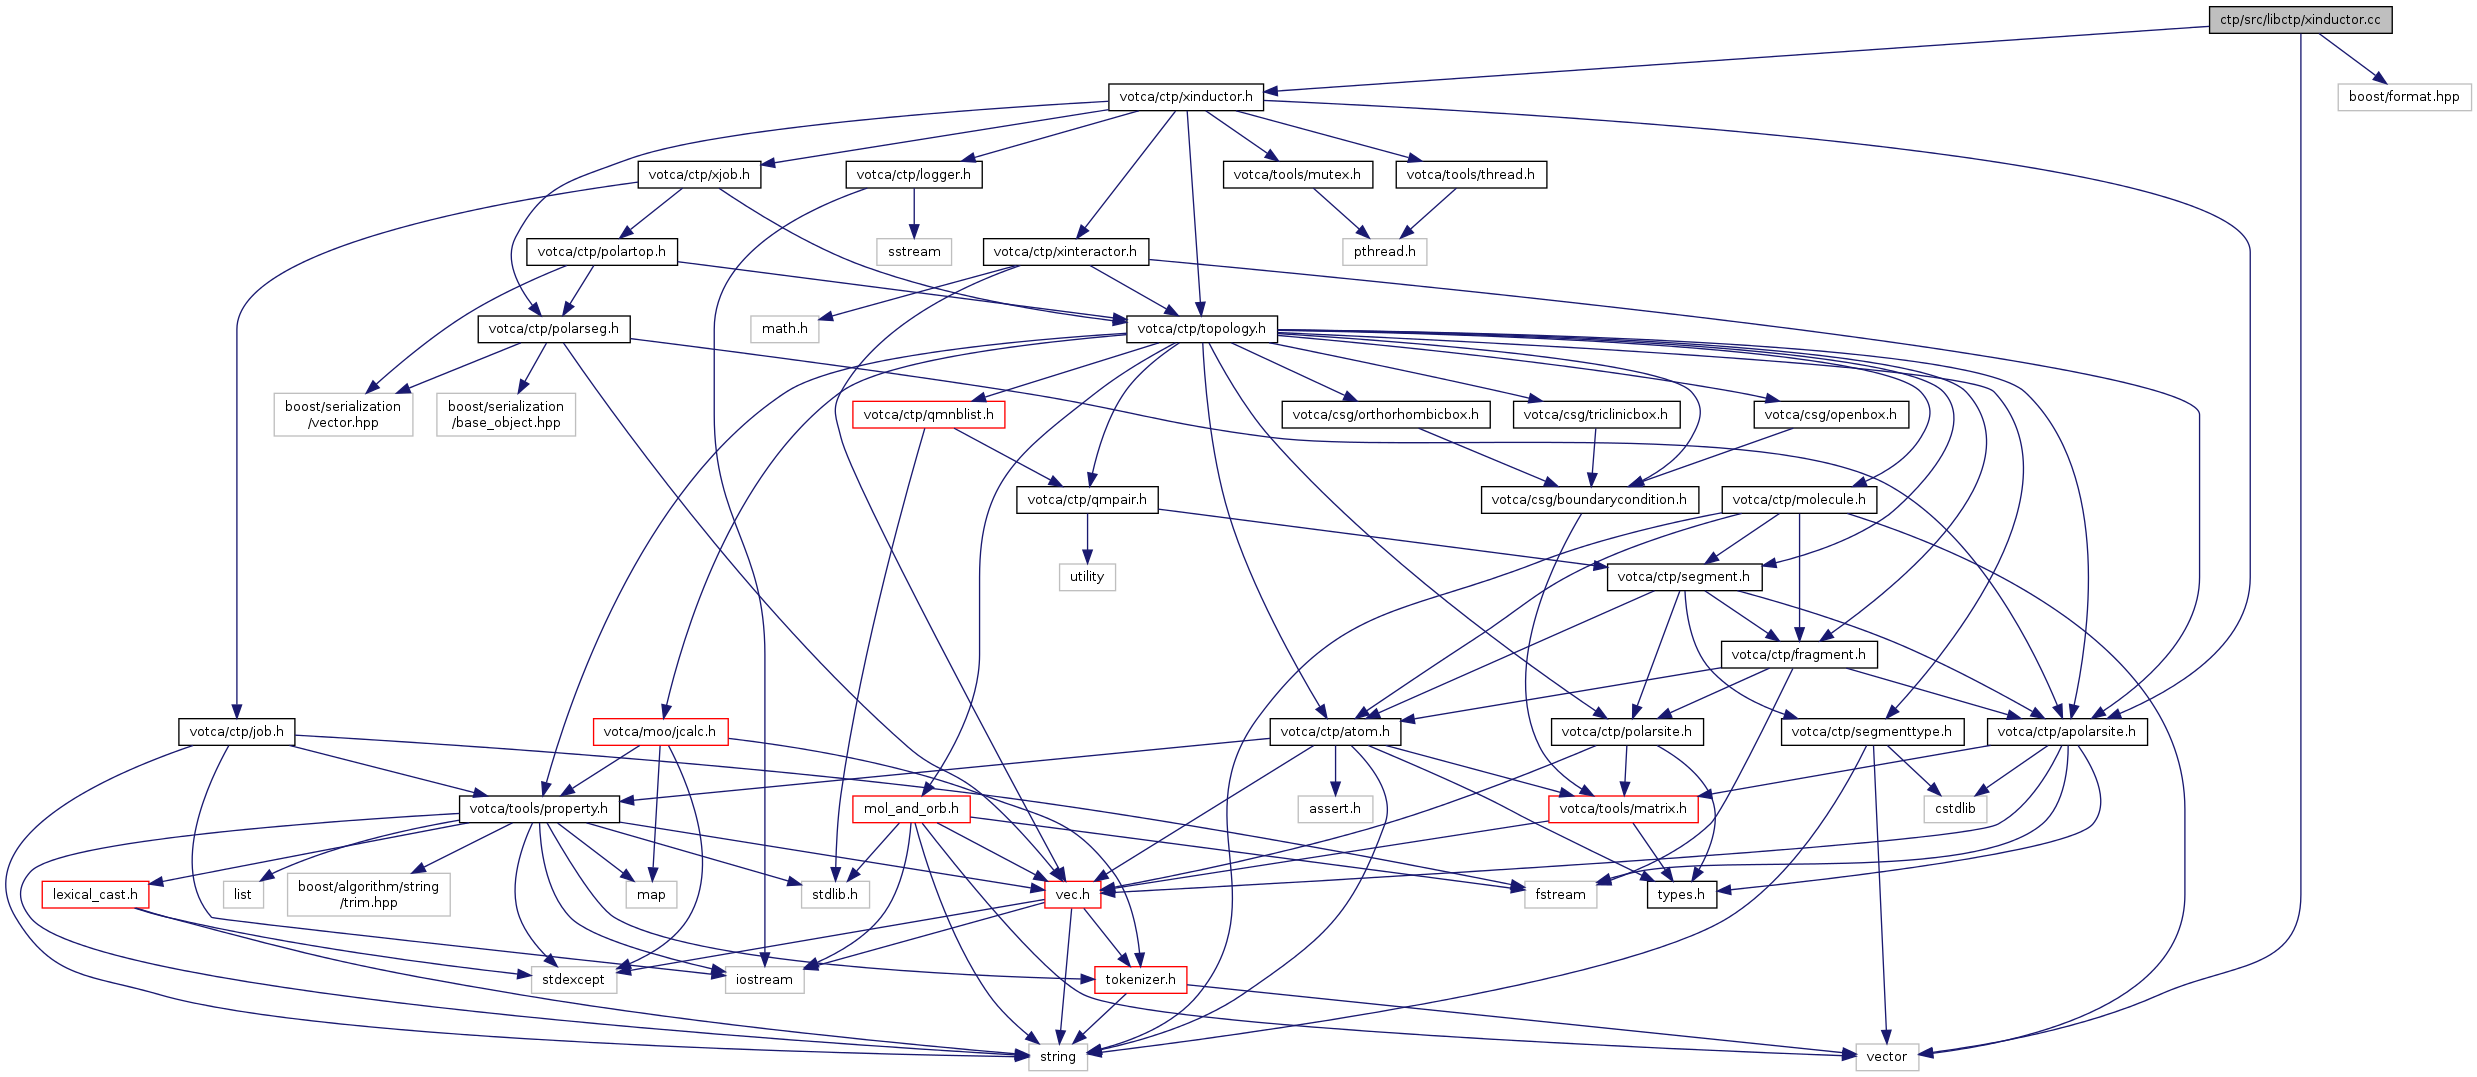 ctp/src/libctp/xinductor.cc
votca/ctp/xinductor.h
boost/format.hpp
votca/ctp/xjob.h
votca/ctp/logger.h
votca/tools/mutex.h
votca/tools/thread.h
votca/ctp/polartop.h
sstream
votca/ctp/xinteractor.h
pthread.h
votca/ctp/polarseg.h
math.h
votca/ctp/topology.h
boost/serialization
/vector.hpp
boost/serialization
/base_object.hpp
votca/ctp/qmnblist.h
votca/csg/orthorhombicbox.h
votca/csg/triclinicbox.h
votca/csg/openbox.h
votca/ctp/qmpair.h
votca/csg/boundarycondition.h
votca/ctp/molecule.h
utility
votca/ctp/segment.h
votca/ctp/fragment.h
votca/ctp/job.h
votca/moo/jcalc.h
votca/ctp/atom.h
votca/ctp/polarsite.h
votca/ctp/segmenttype.h
votca/ctp/apolarsite.h
votca/tools/property.h
mol_and_orb.h
assert.h
votca/tools/matrix.h
cstdlib
lexical_cast.h
list
boost/algorithm/string
/trim.hpp
map
stdlib.h
vec.h
fstream
types.h
stdexcept
iostream
tokenizer.h
string
vector